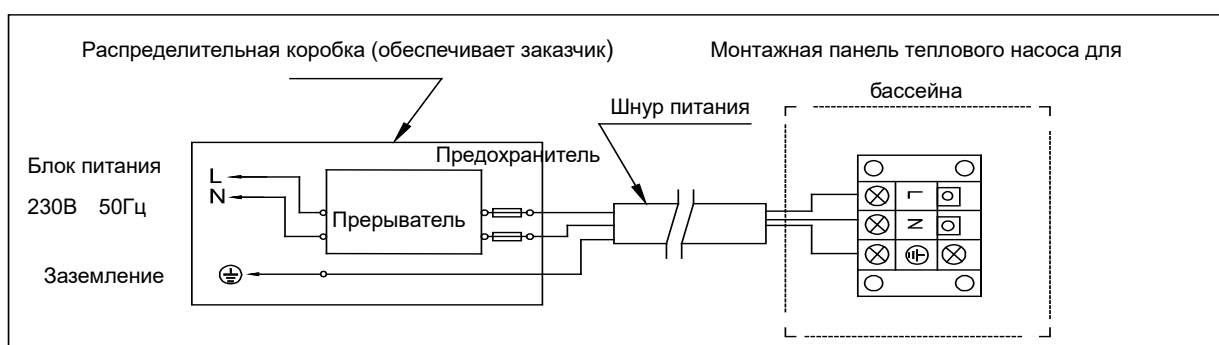 Распределительная коробка (обеспечивает заказчик)
Монтажная панель теплового насоса для
бассейна
Шнур питания
Предохранитель
Блок питания
230В 50Гц
L
N
Прерыватель
Заземление
L
N